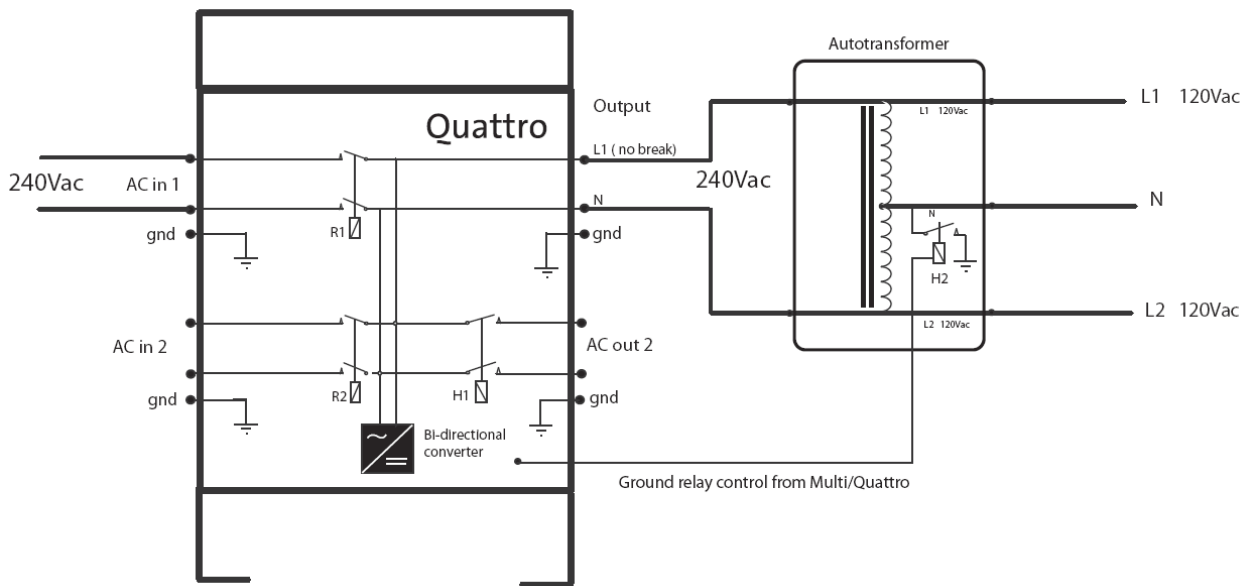 Autotransformer
Output
Quattro
L1 120Vac
L1 120Vac
L1 ( no break)
240Vac
AC in 1
240Vac
N
N
N
gnd
R1
gnd
H2
L2 120Vac
L2 120Vac
AC in 2
AC out 2
R2
H1
gnd
gnd
Bi-directional
converter
Ground relay control from Multi/Quattro